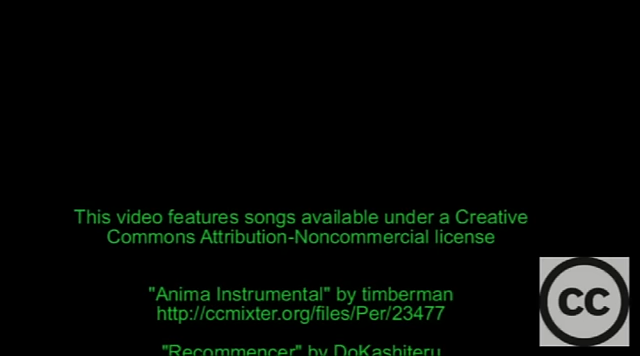 This video features songs available under a Creative
Commons Attribution-Noncommercial license
"Anima Instrumental" by timberman
http://ccmixter.org/files/Per/23477
"Recommencer" by DoKashiteru
CC